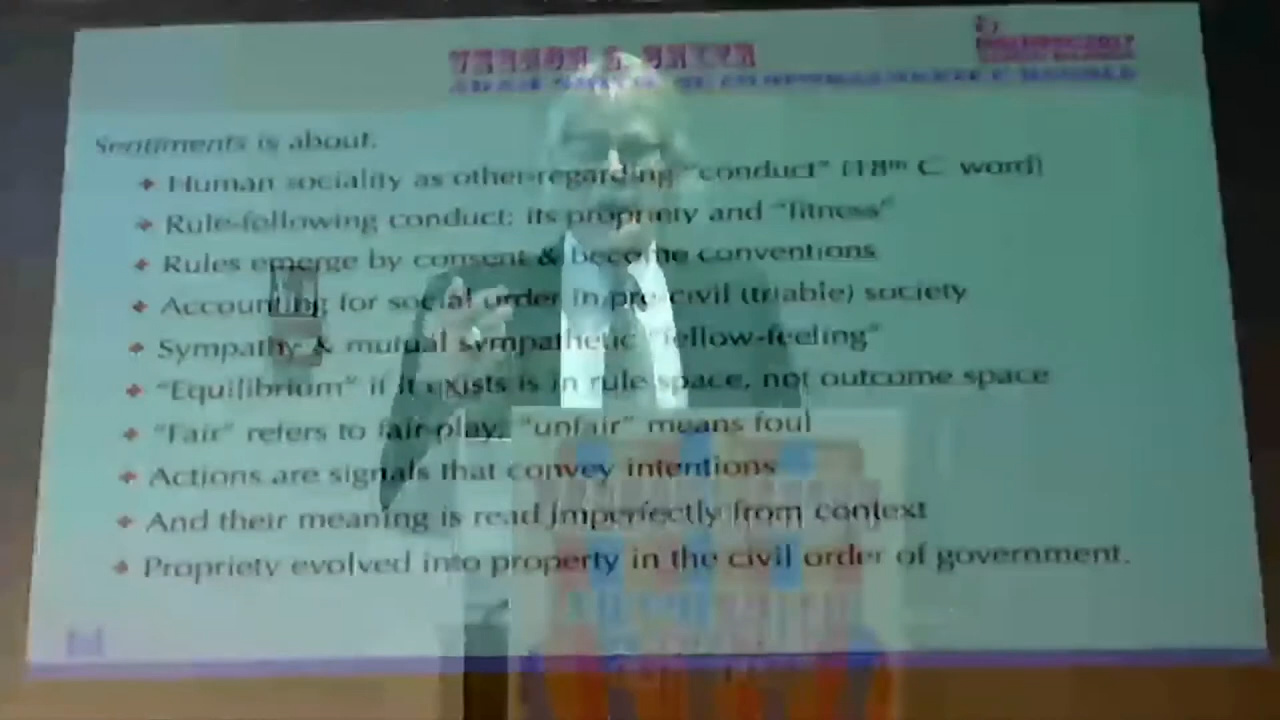 VERNON L. SMITH
Sentiments is about:
Human sociality as other-regarding "conduct" (18th C. word)
Rule-following conduct: its propriety and "fitness"
Rules emerge by consent & become conventions
Accounting for social order in pre-civil (triable) society
Sympathy & mutual sympathetic "fellow-feeling"
"Equilibrium" if it exists is in rule space, not outcome space
"Fair" refers to fair-play, "unfair" means foul
Actions are signals that convey intentions
And their meaning is read imperfectly from context
Propriety evolved into property in the civil order of government.